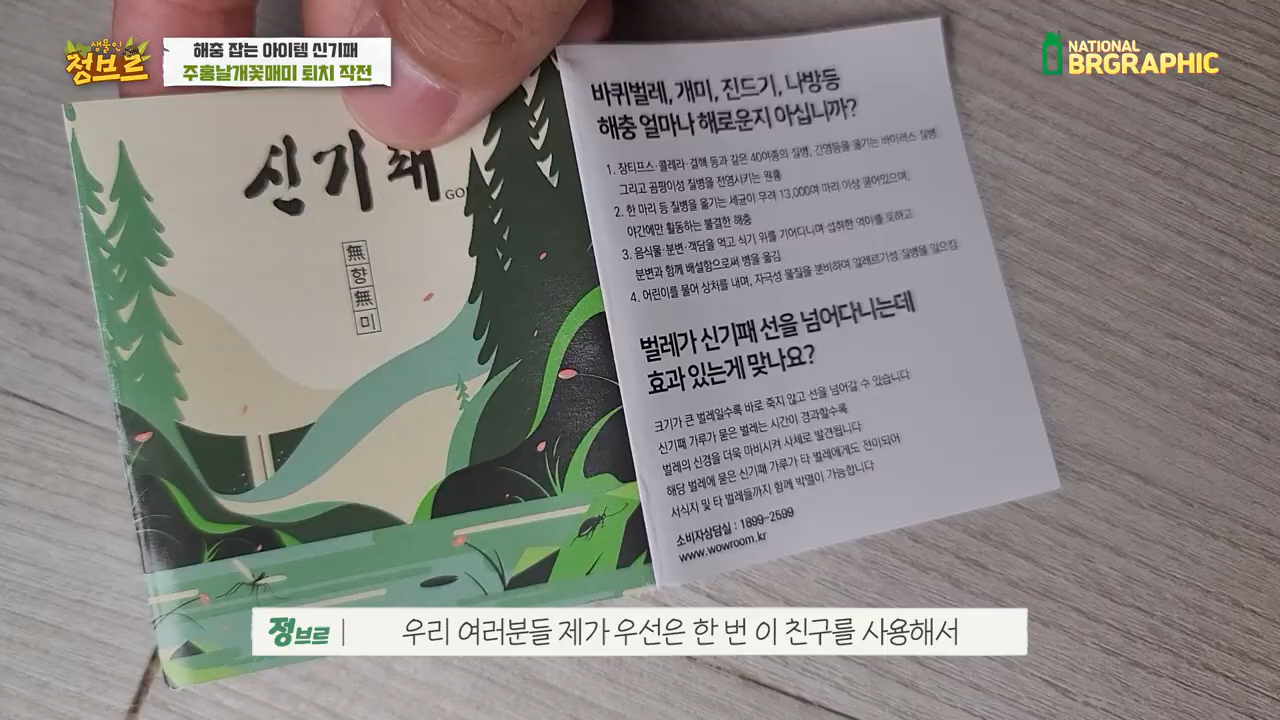 생물인
정브르
해충 잡는 아이템 신기패
주홍날개꽃매미 퇴치 작전
NATIONAL
BRGRAPHIC
신기패
無
향
無
미
바퀴벌레, 개미, 진드기, 나방등
해충 얼마나 해로운지 아십니까?
1. 장티프스·콜레라·결핵 등과 같은 40여종의 질병, 간염등을 옮기는 바이러스 질병,
그리고 곰팡이성 질병을 전염시키는 원흉
2. 한 마리 등 질병을 옮기는 세균이 무려 13,000여 마리 이상 묻어있으며,
야간에만 활동하는 불결한 해충
3. 음식물·분변·객담을 먹고 식기 위를 기어다니며 섭취한 먹이를 토하고
분변과 함께 배설함으로써 병을 옮김
4. 어린이를 물어 상처를 내며, 자극성 물질을 분비하여 알레르기성 질병을 일으킴
벌레가 신기패 선을 넘어다니는데
효과 있는게 맞나요?
크기가 큰 벌레일수록 바로 죽지 않고 선을 넘어갈 수 있습니다
신기패 가루가 묻은 벌레는 시간이 경과할수록
벌레의 신경을 더욱 마비시켜 사체로 발견됩니다
해당 벌레에 묻은 신기패 가루가 타 벌레에게도 전이되어
서식지 및 타 벌레들까지 함께 박멸이 가능합니다
소비자상담실 : 1899-2599
www.wowroom.kr
정브르 | 우리 여러분들 제가 우선은 한 번 이 친구를 사용해서